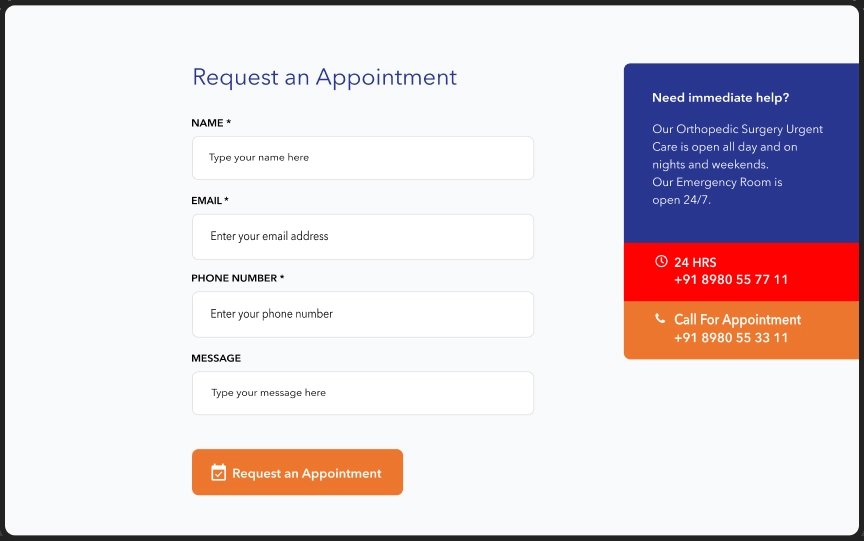 Request an Appointment
NAME *
Type your name here
EMAIL *
Enter your email address
PHONE NUMBER *
Enter your phone number
MESSAGE
Type your message here
Request an Appointment
Need immediate help?
Our Orthopedic Surgery Urgent
Care is open all day and on
nights and weekends.
Our Emergency Room is
open 24/7.
24 HRS
+91 8980 55 77 11
Call For Appointment
+91 8980 55 33 11